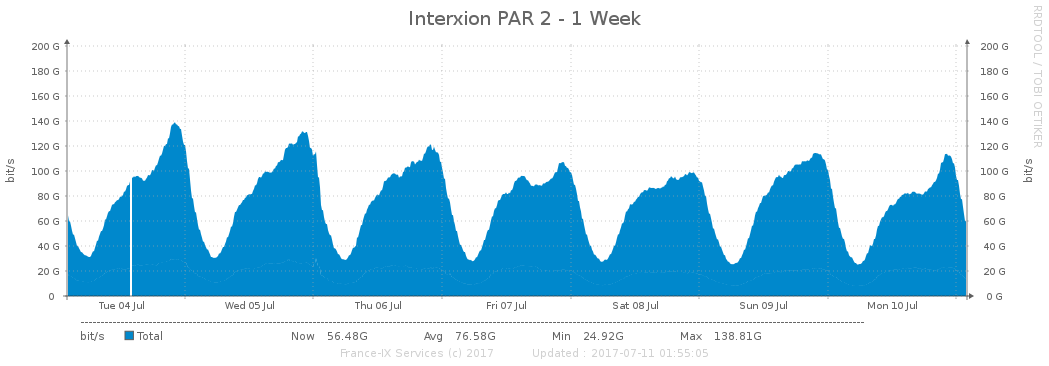 Interxion PAR 2 - 1 Week
RRDTOOL / TOBI OETIKER
200 G 200 G
180 G 180 G
160 G 160 G
140 G 140 G
120 G 120 G
100 G 100 G
80 G 80 G
60 G 60 G
40 G 40 G
20 G 20 G
0 0 G
bit/s
bit/s
Tue 04 Jul Wed 05 Jul Thu 06 Jul Fri 07 Jul Sat 08 Jul Sun 09 Jul Mon 10 Jul
bit/s Total Now 56.48G Avg 76.58G Min 24.92G Max 138.81G
France-IX Services (c) 2017 Updated : 2017-07-11 01:55:05